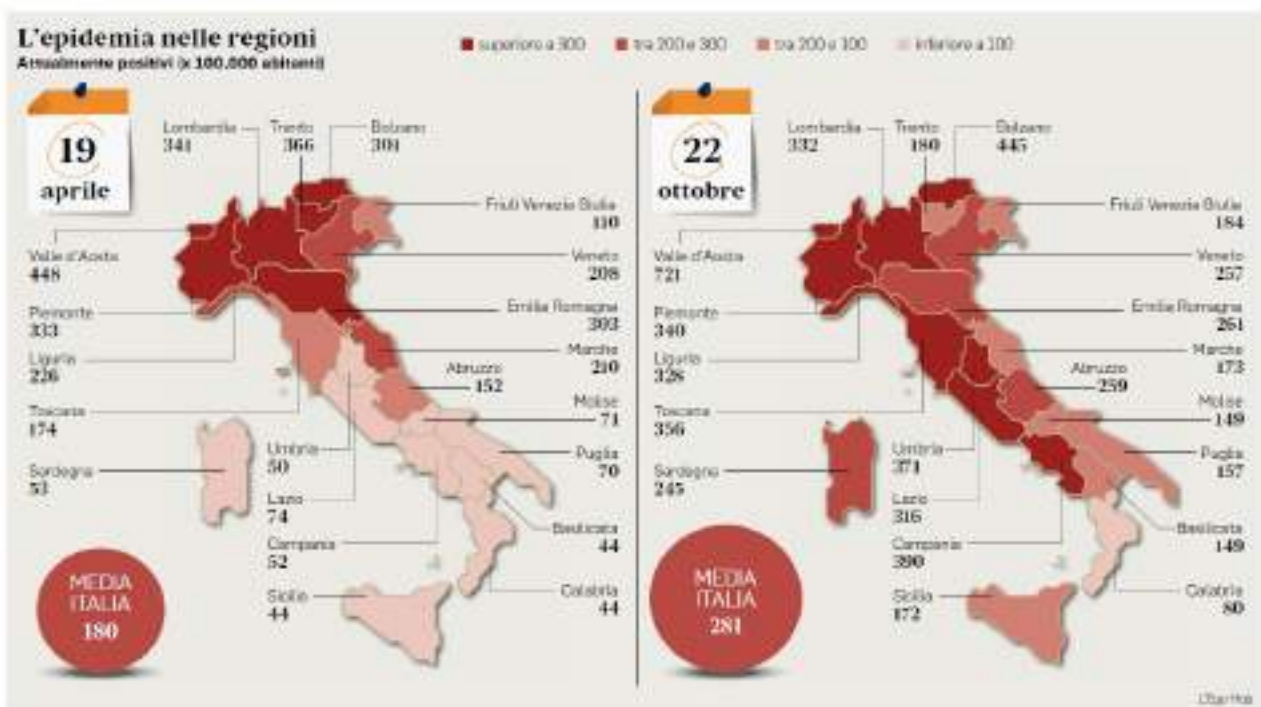 L'epidemia nelle regioni
Attualmente positivi (x 100.000 abitanti)
superiore a 300
tra 200 e 300
tra 200 e 100
inferiore a 100
19
aprile
Lombardia
341
Trento
366
Bolzano
301
Friuli Venezia Giulia
110
Valle d'Aosta
448
Veneto
208
Piemonte
333
Emilia Romagna
303
Liguria
226
Marche
210
Abruzzo
152
Toscana
174
Molise
71
Sardegna
53
Umbria
50
Puglia
70
Lazio
74
Campania
52
Basilicata
44
Sicilia
44
Calabria
44
MEDIA
ITALIA
180
22
ottobre
Lombardia
332
Trento
180
Bolzano
445
Friuli Venezia Giulia
184
Valle d'Aosta
721
Veneto
257
Piemonte
340
Emilia Romagna
261
Liguria
328
Marche
173
Abruzzo
259
Toscana
356
Molise
149
Sardegna
245
Umbria
371
Puglia
157
Lazio
316
Campania
390
Basilicata
149
Sicilia
172
Calabria
80
MEDIA
ITALIA
281
L'Ego-Hub